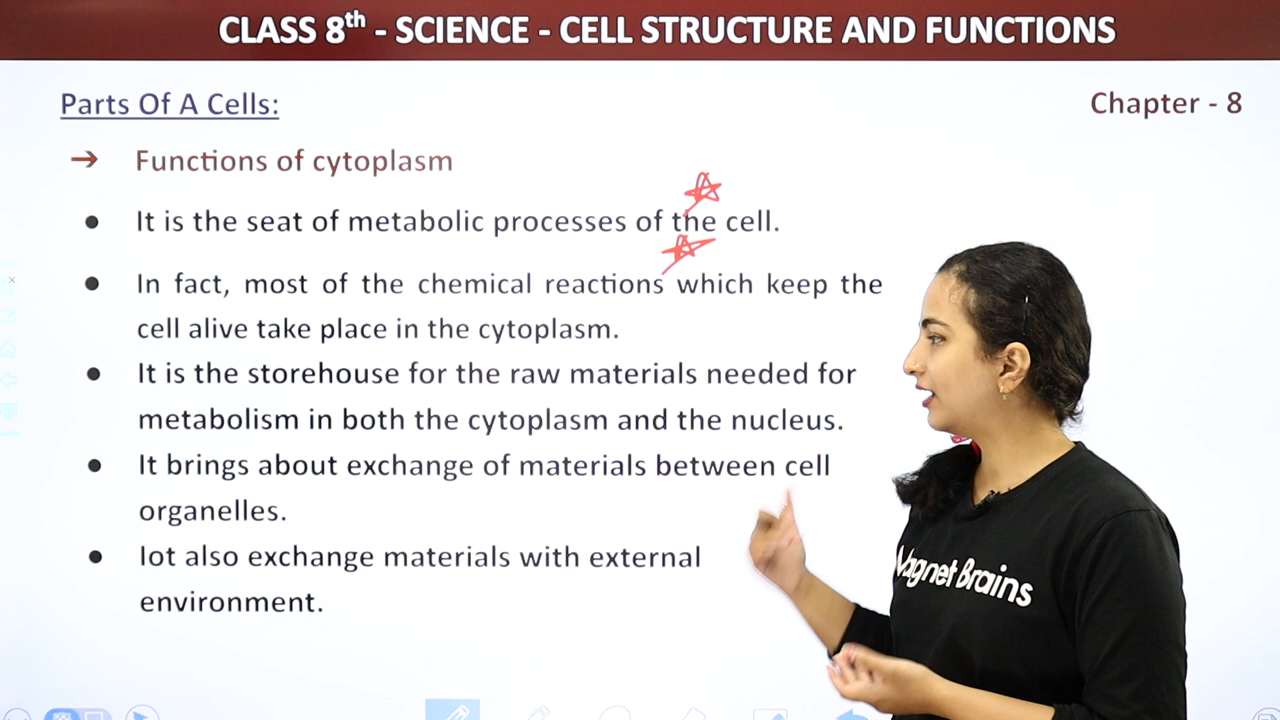 CLASS 8th - SCIENCE - CELL STRUCTURE AND FUNCTIONS
Parts Of A Cells:
Chapter - 8
➔ Functions of cytoplasm
● It is the seat of metabolic processes of the cell.
● In fact, most of the chemical reactions which keep the
cell alive take place in the cytoplasm.
● It is the storehouse for the raw materials needed for
metabolism in both the cytoplasm and the nucleus.
● It brings about exchange of materials between cell
organelles.
● Iot also exchange materials with external
environment.
Magnet Brains